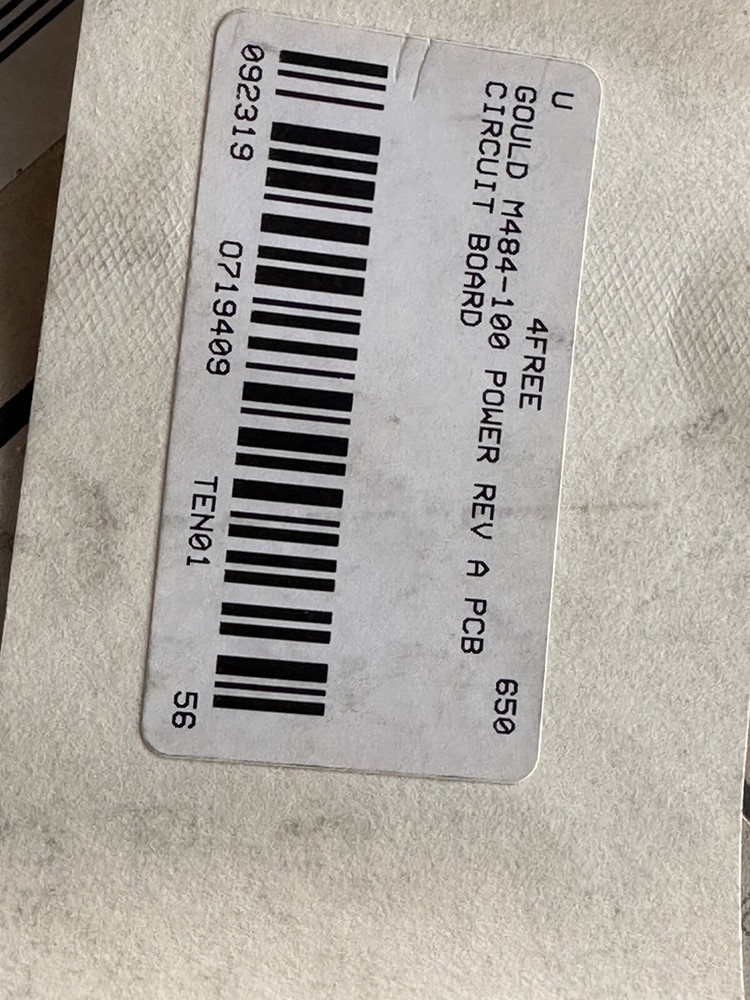 U 4FREE 650
GOULD M484-100 POWER REV A PCB
CIRCUIT BOARD
092319 0719409 TEN01 56